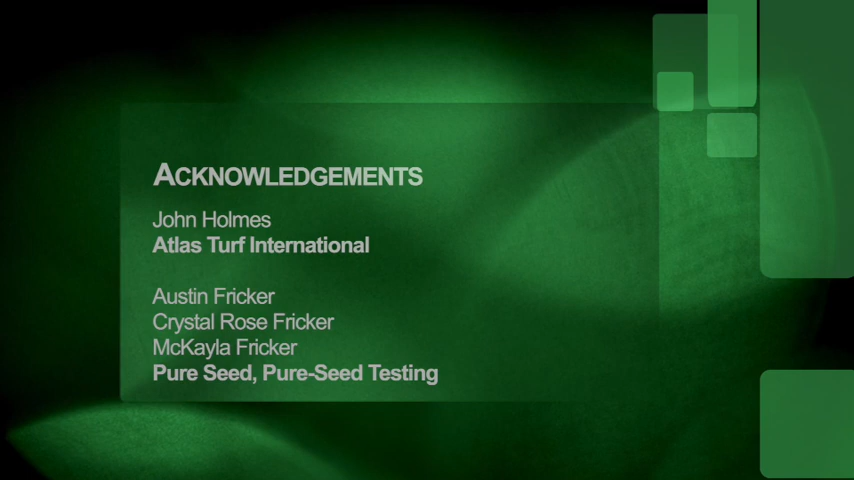 ACKNOWLEDGEMENTS
John Holmes
Atlas Turf International
Austin Fricker
Crystal Rose Fricker
McKayla Fricker
Pure Seed, Pure-Seed Testing